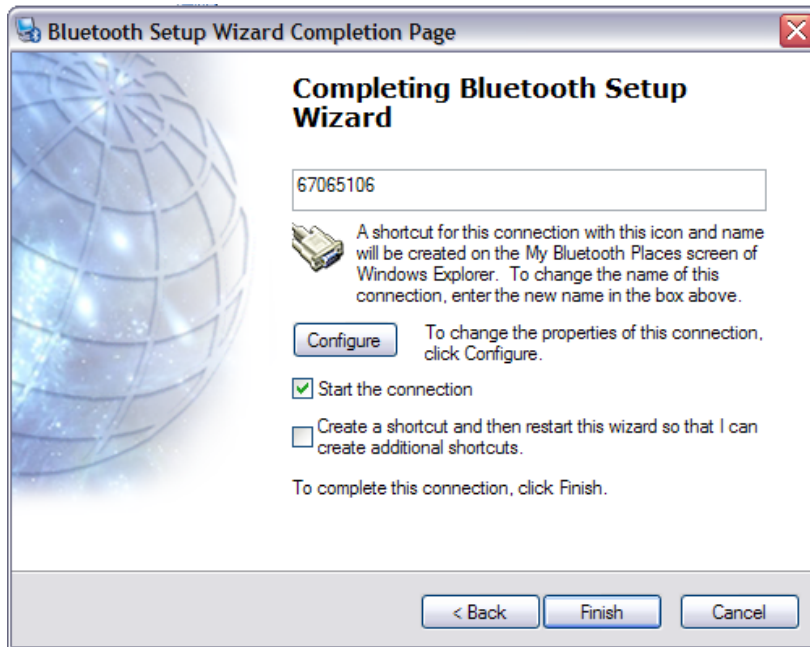 Bluetooth Setup Wizard Completion Page
Completing Bluetooth Setup
Wizard
67065106
A shortcut for this connection with this icon and name
will be created on the My Bluetooth Places screen of
Windows Explorer. To change the name of this
connection, enter the new name in the box above.
Configure
To change the properties of this connection,
click Configure.
Start the connection
Create a shortcut and then restart this wizard so that I can
create additional shortcuts.
To complete this connection, click Finish.
< Back
Finish
Cancel